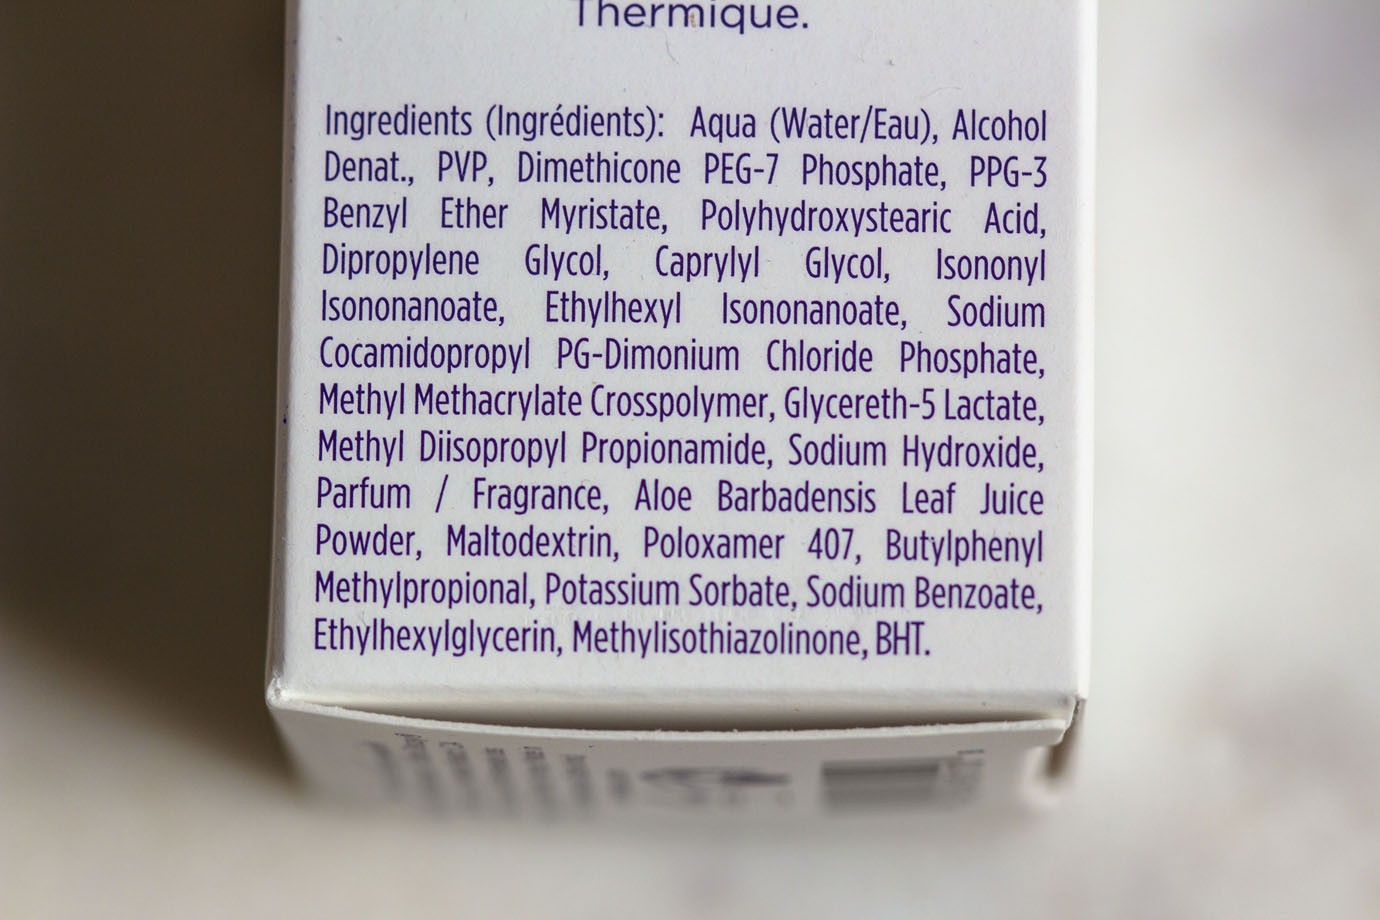 Thermique.
Ingredients (Ingrédients): Aqua (Water/Eau), Alcohol
Denat., PVP, Dimethicone PEG-7 Phosphate, PPG-3
Benzyl Ether Myristate, Polyhydroxystearic Acid,
Dipropylene Glycol, Caprylyl Glycol, Isononyl
Isononanoate, Ethylhexyl Isononanoate, Sodium
Cocamidopropyl PG-Dimonium Chloride Phosphate,
Methyl Methacrylate Crosspolymer, Glycereth-5 Lactate,
Methyl Diisopropyl Propionamide, Sodium Hydroxide,
Parfum / Fragrance, Aloe Barbadensis Leaf Juice
Powder, Maltodextrin, Poloxamer 407, Butylphenyl
Methylpropional, Potassium Sorbate, Sodium Benzoate,
Ethylhexylglycerin, Methylisothiazolinone, BHT.